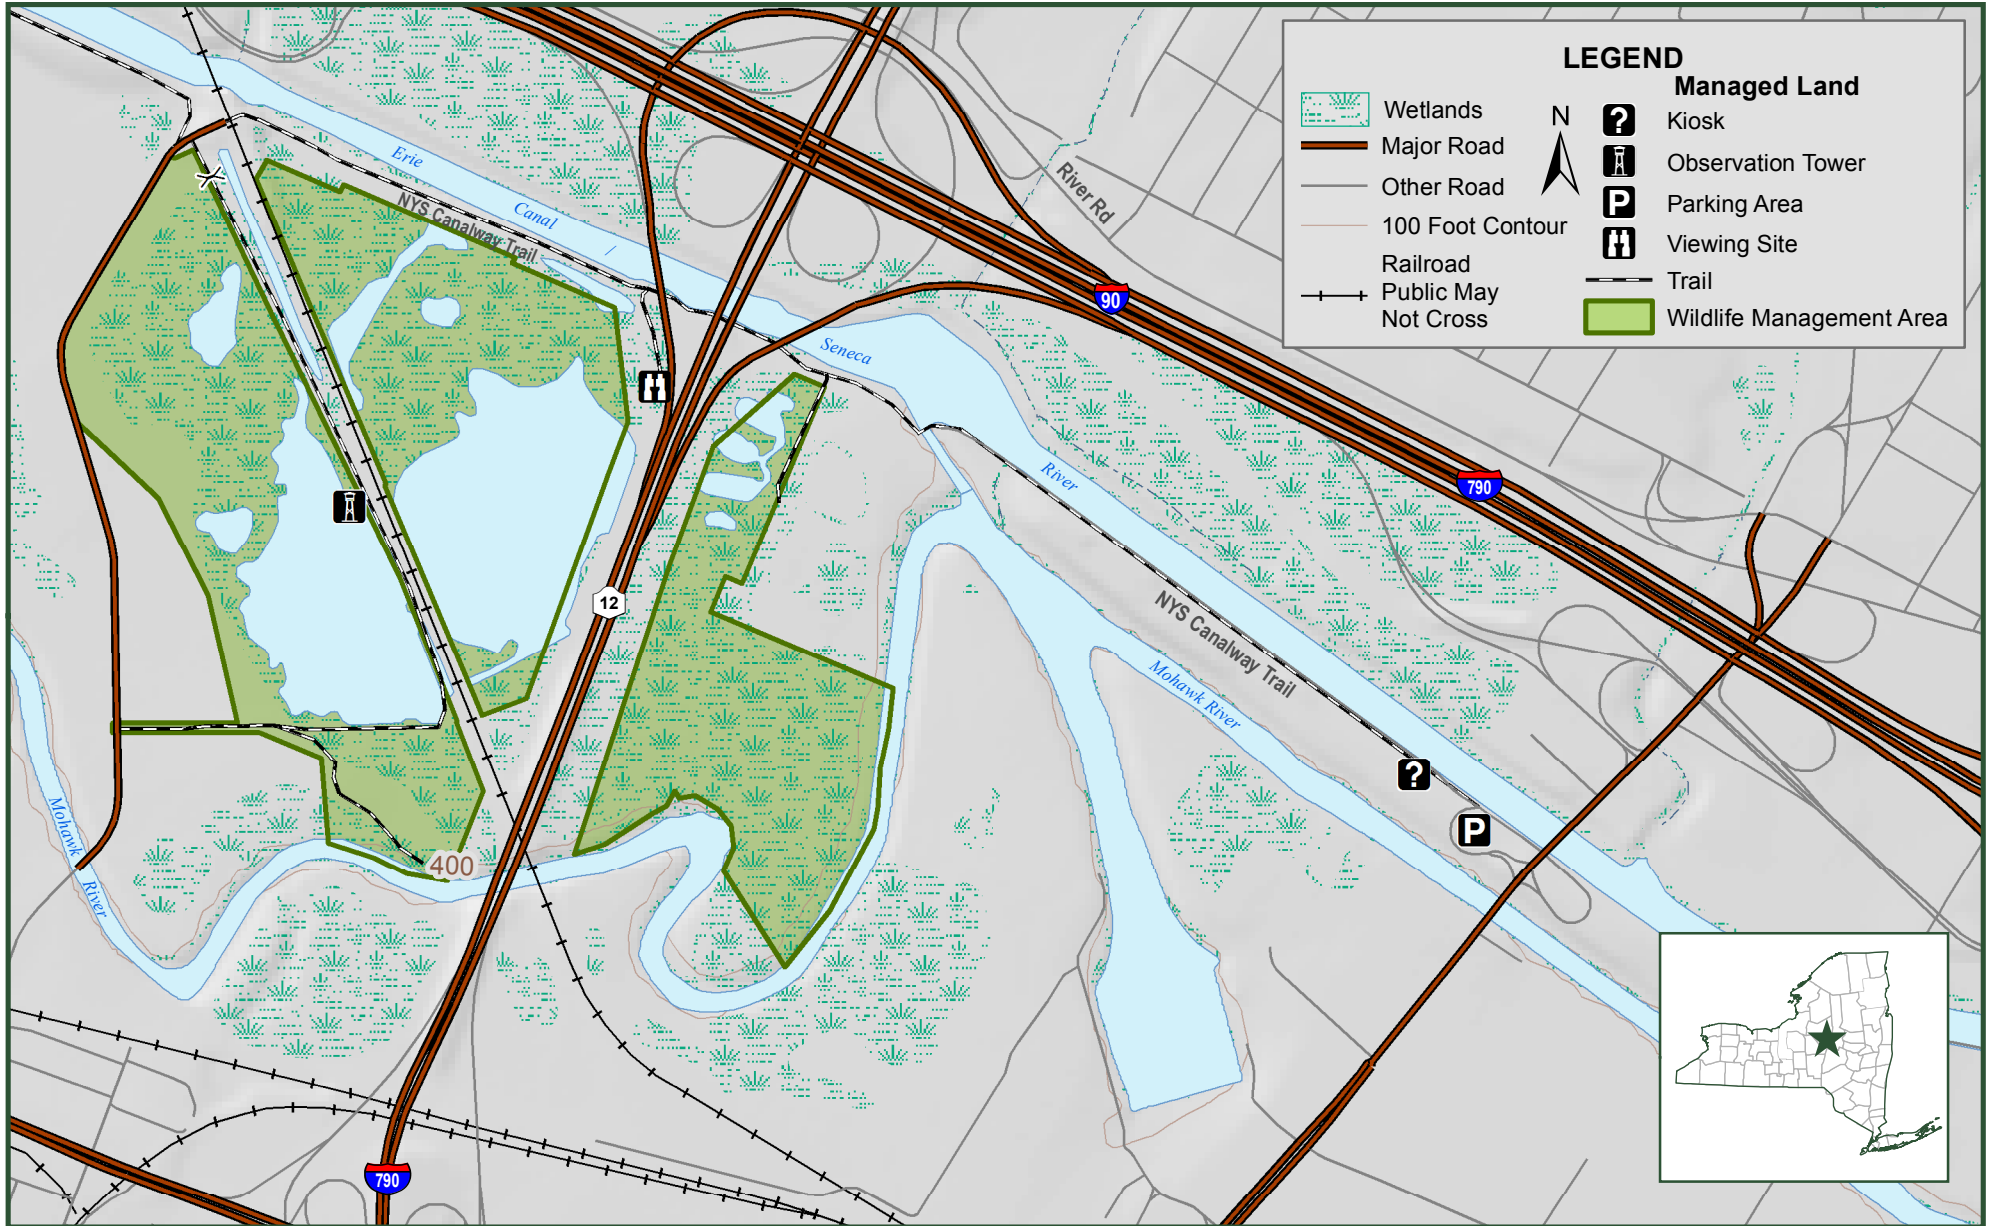 LEGEND
Managed Land
Wetlands
Major Road
Other Road
100 Foot Contour
Railroad
Public May
Not Cross
N
? Kiosk
Observation Tower
P Parking Area
Viewing Site
Trail
Wildlife Management Area
Erie
Canal
NYS Canalway Trail
River Rd
90
Seneca
River
790
12
NYS Canalway Trail
Mohawk River
?
P
Mohawk
River
400
790